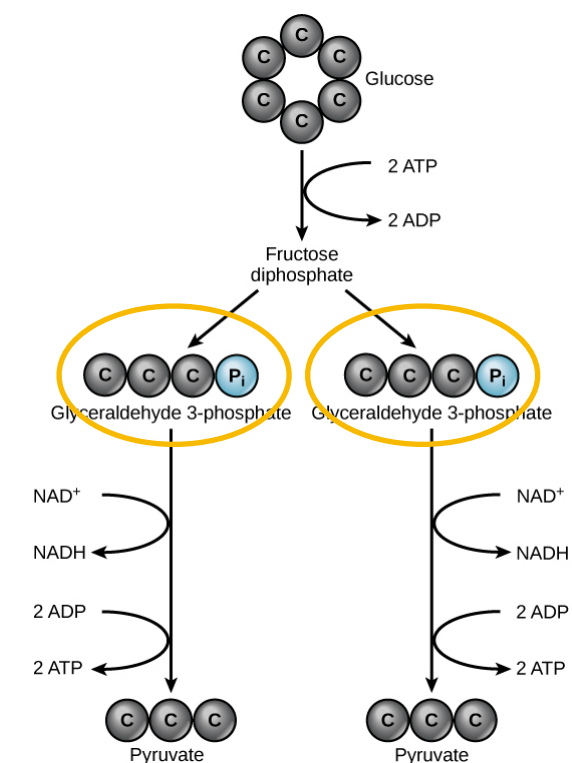 C
C C
C C
C
Glucose
2 ATP
2 ADP
Fructose
diphosphate
C C C Pi
Glyceraldehyde 3-phosphate
C C C Pi
Glyceraldehyde 3-phosphate
NAD+
NADH
2 ADP
2 ATP
NAD+
NADH
2 ADP
2 ATP
C C C
Pyruvate
C C C
Pyruvate